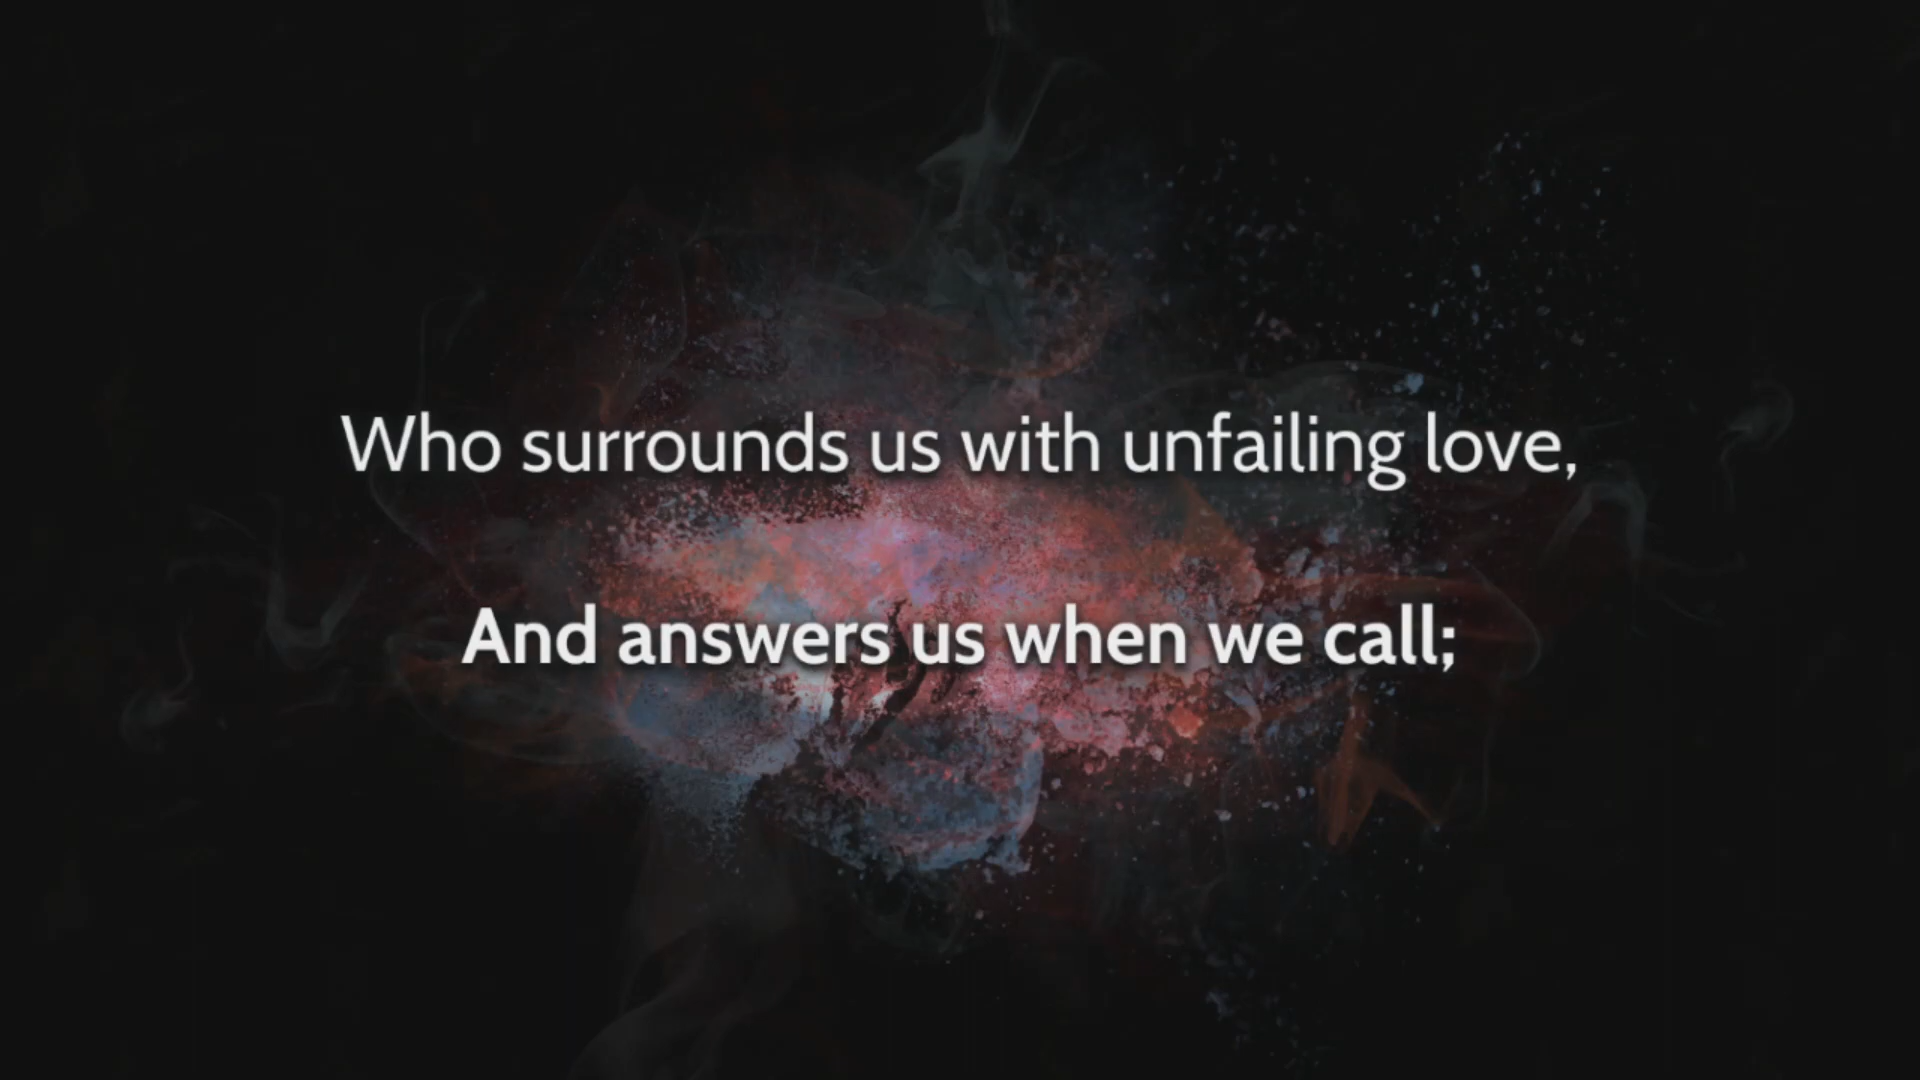 Who surrounds us with unfailing love,
And answers us when we call;